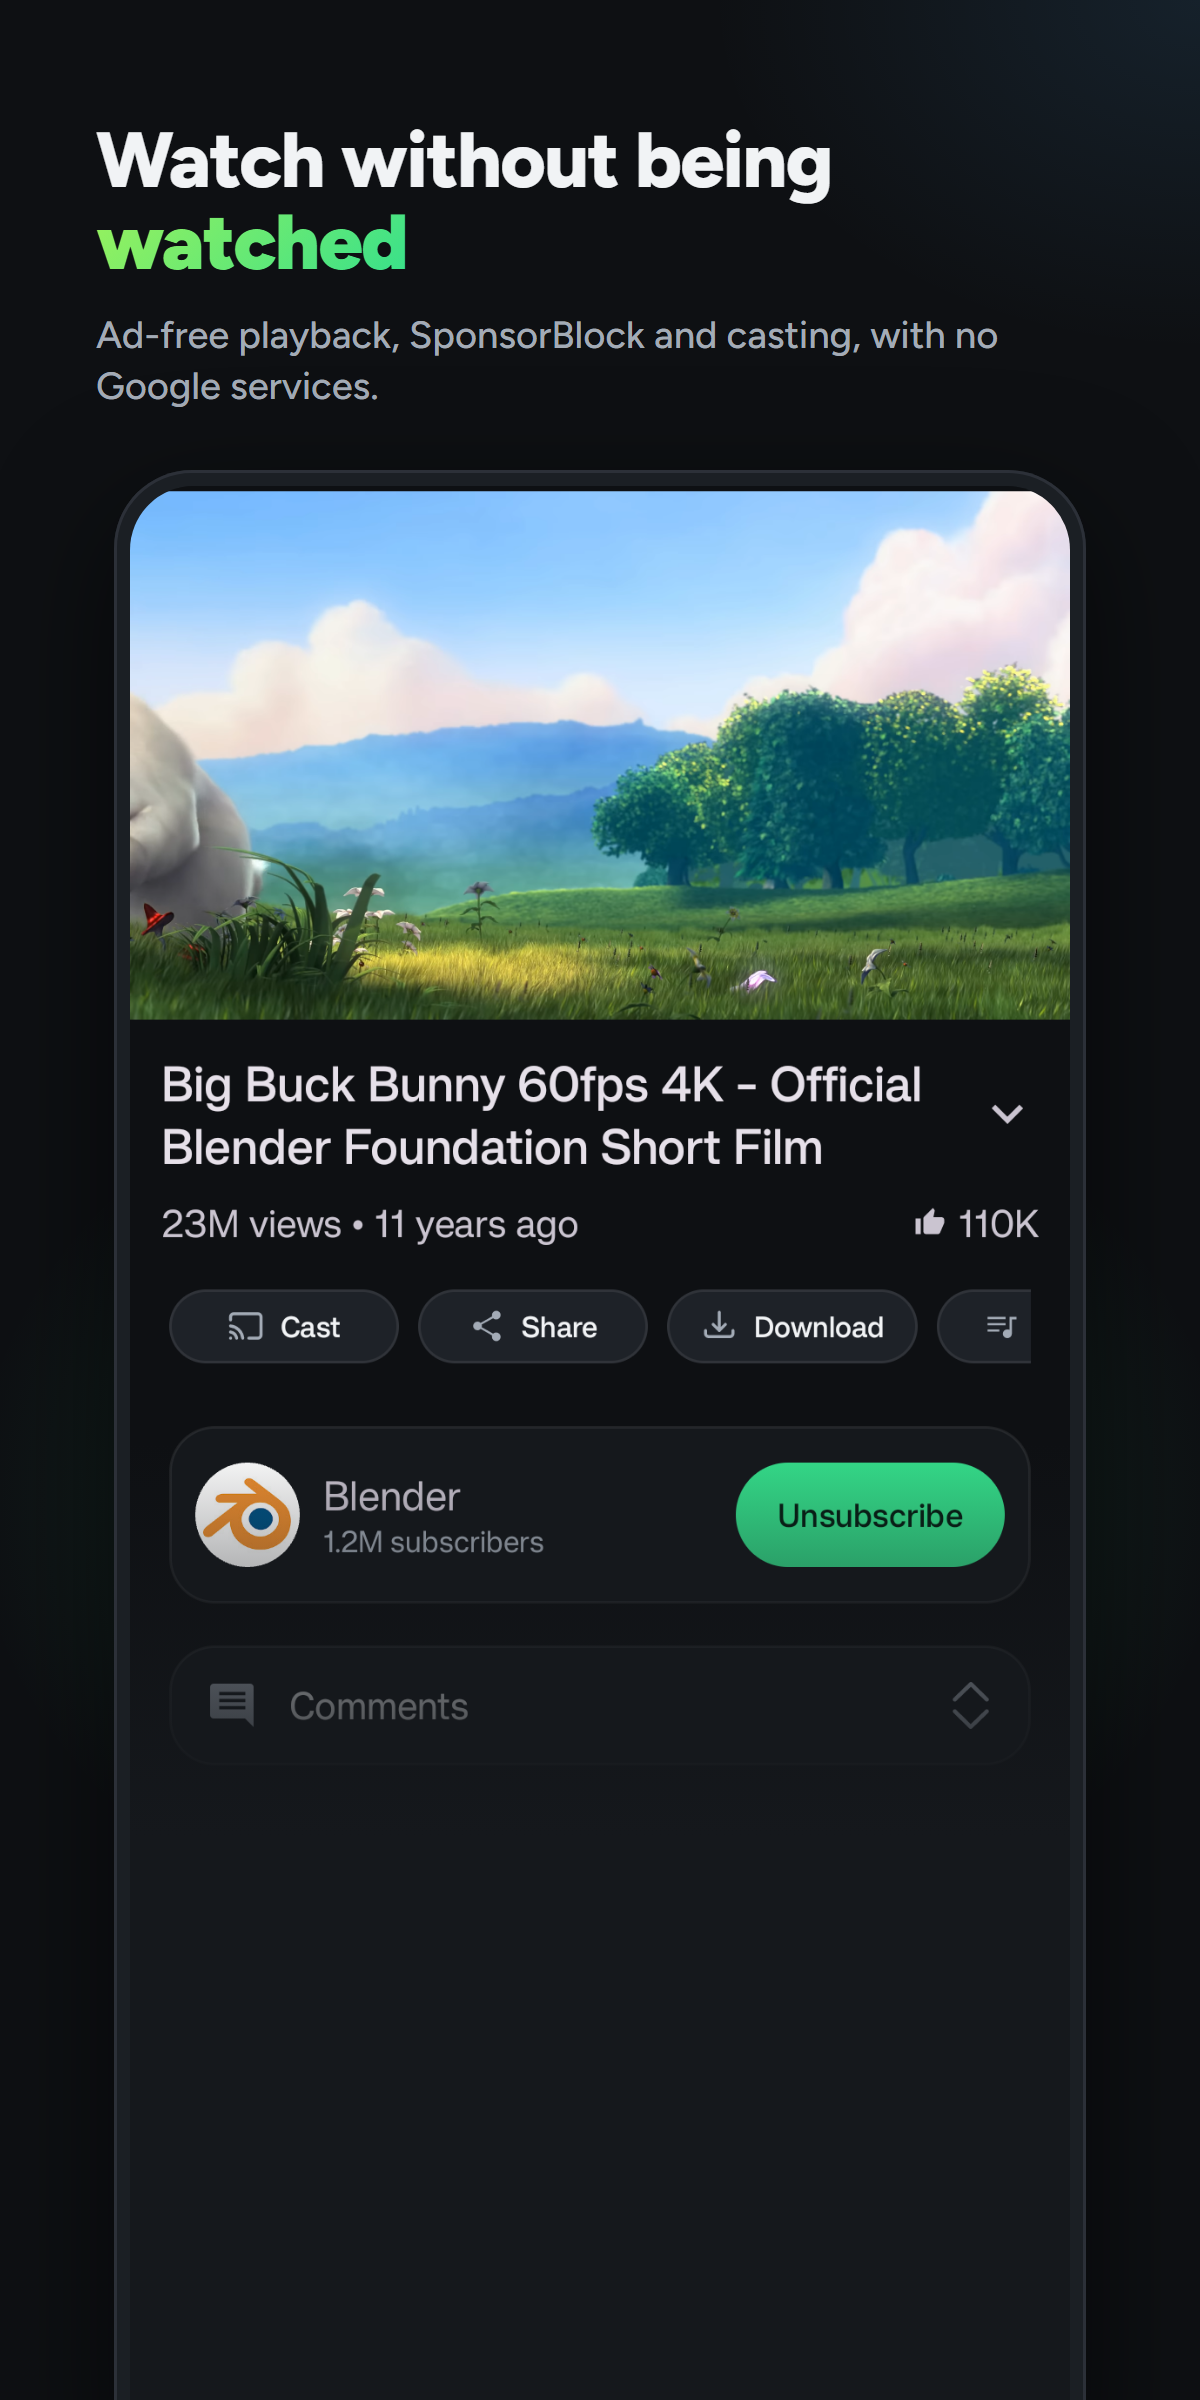 Watch without being
watched
Ad-free playback, SponsorBlock and casting, with no
Google services.
Big Buck Bunny 60fps 4K - Official
Blender Foundation Short Film
23M views • 11 years ago
110K
Cast
Share
Download
Blender
1.2M subscribers
Unsubscribe
Comments